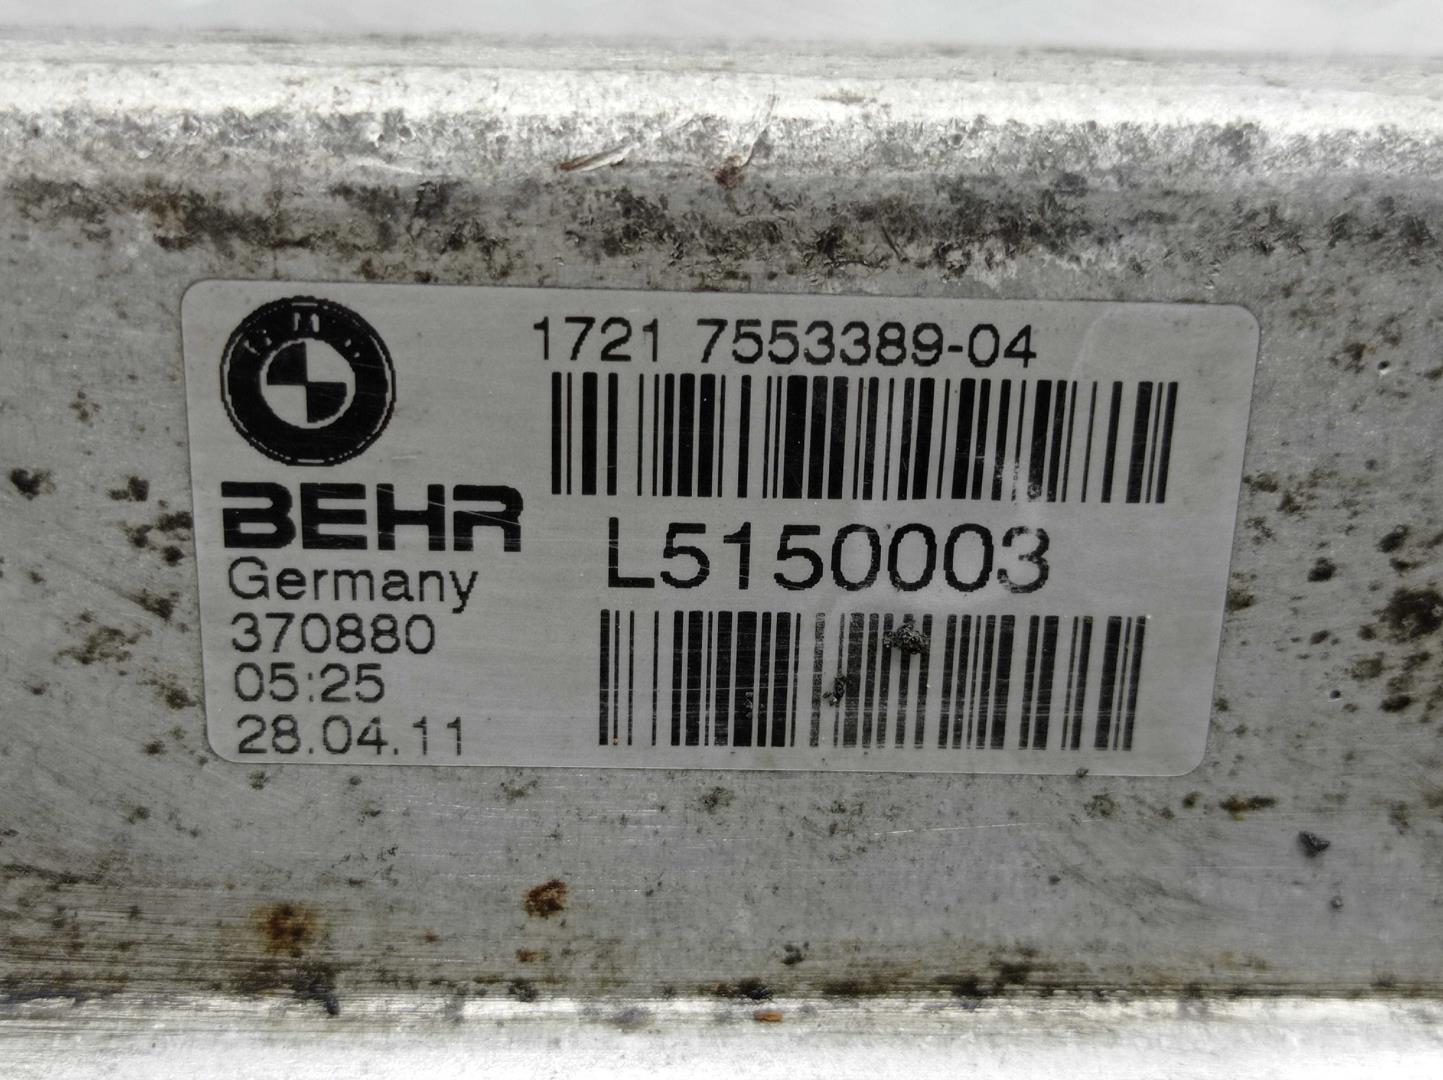 1721 7553389-04
BEHR
L5150003
Germany
370880
05:25
28.04.11